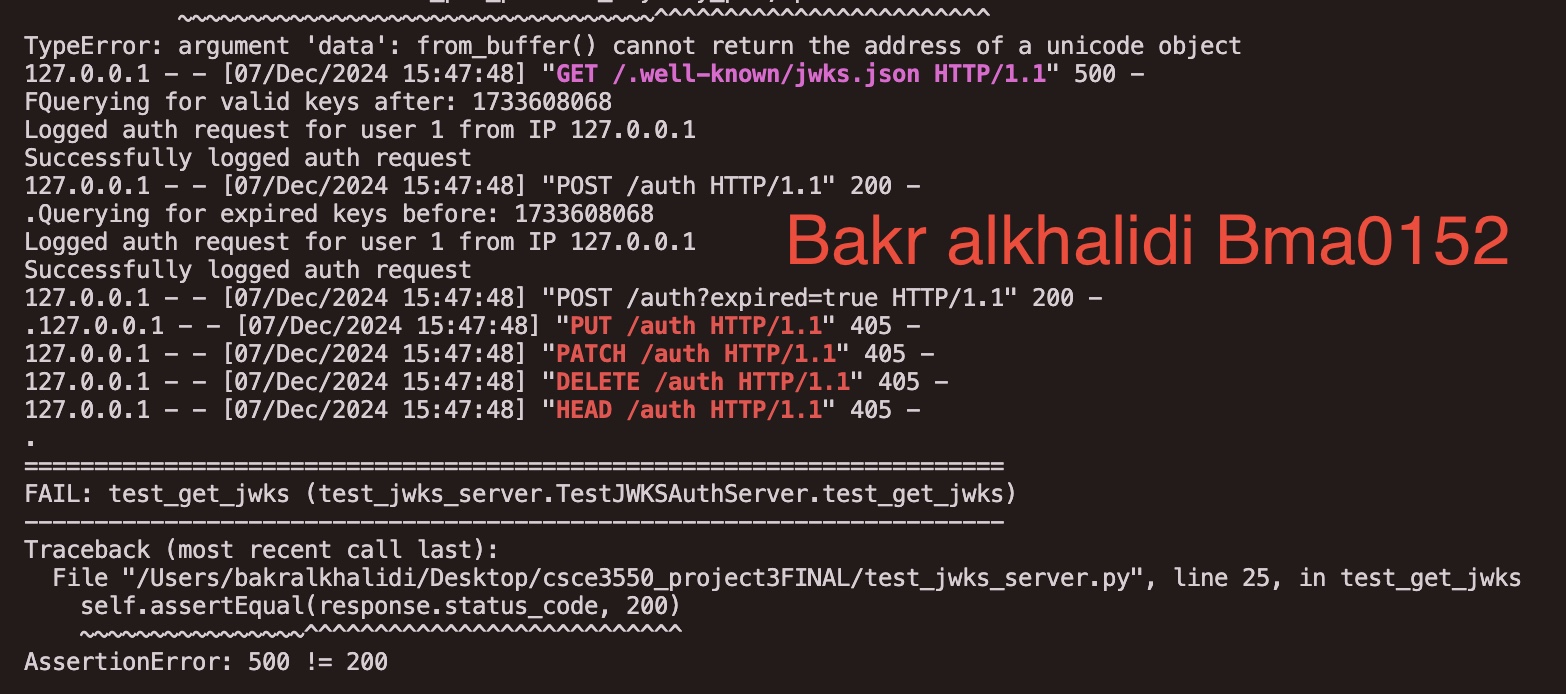 TypeError: argument 'data': from_buffer() cannot return the address of a unicode object
127.0.0.1 - - [07/Dec/2024 15:47:48] "GET /.well-known/jwks.json HTTP/1.1" 500 -
FQuerying for valid keys after: 1733608068
Logged auth request for user 1 from IP 127.0.0.1
Successfully logged auth request
127.0.0.1 - - [07/Dec/2024 15:47:48] "POST /auth HTTP/1.1" 200 -
.Querying for expired keys before: 1733608068
Bakr alkhalidi Bma0152
Logged auth request for user 1 from IP 127.0.0.1
Successfully logged auth request
127.0.0.1 - - [07/Dec/2024 15:47:48] "POST /auth?expired=true HTTP/1.1" 200 -
.127.0.0.1 - - [07/Dec/2024 15:47:48] "PUT /auth HTTP/1.1" 405 -
127.0.0.1 - - [07/Dec/2024 15:47:48] "PATCH /auth HTTP/1.1" 405 -
127.0.0.1 - - [07/Dec/2024 15:47:48] "DELETE /auth HTTP/1.1" 405 -
127.0.0.1 - - [07/Dec/2024 15:47:48] "HEAD /auth HTTP/1.1" 405 -
.
======================================================================
FAIL: test_get_jwks (test_jwks_server.TestJWKSAuthServer.test_get_jwks)
----------------------------------------------------------------------
Traceback (most recent call last):
  File "/Users/bakralkhalidi/Desktop/csce3550_project3FINAL/test_jwks_server.py", line 25, in test_get_jwks
    self.assertEqual(response.status_code, 200)
    ~~~~~~~~~~~~~~~~^^^^^^^^^^^^^^^^^^^^^^^^^^^
AssertionError: 500 != 200